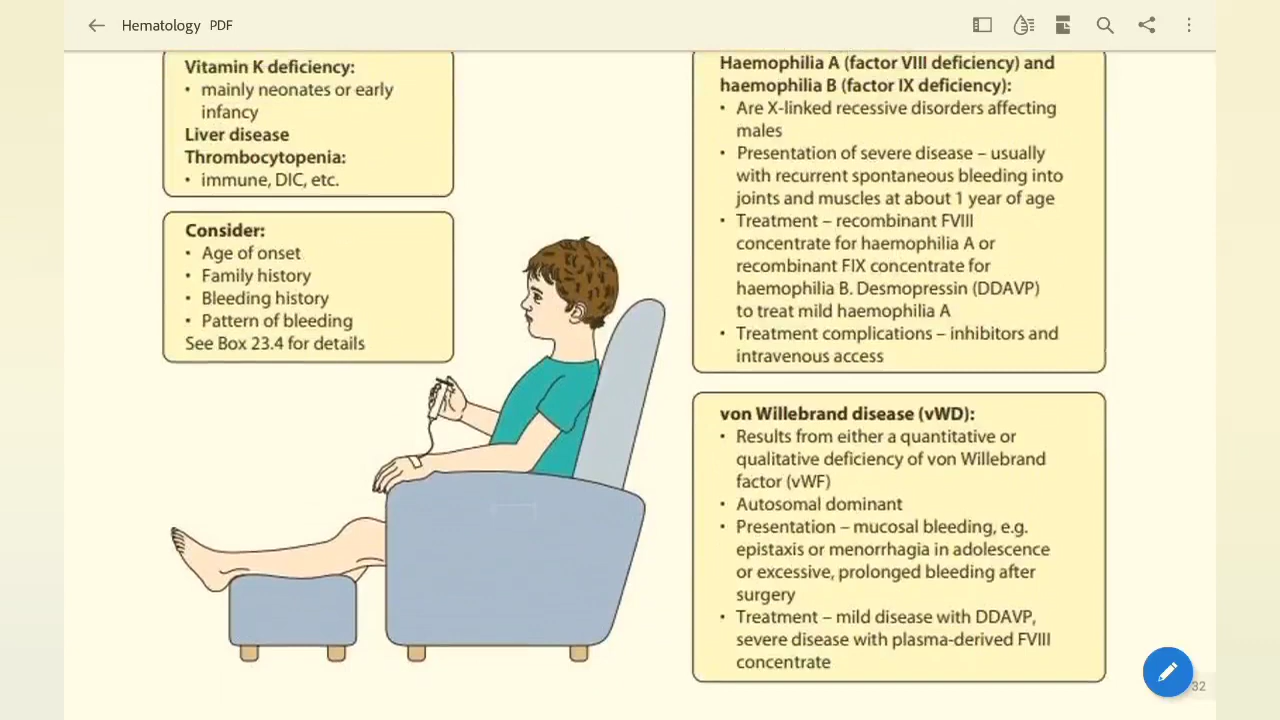 Hematology PDF
Vitamin K deficiency:
• mainly neonates or early
infancy
Liver disease
Thrombocytopenia:
• immune, DIC, etc.
Consider:
• Age of onset
• Family history
• Bleeding history
• Pattern of bleeding
See Box 23.4 for details
Haemophilia A (factor VIII deficiency) and
haemophilia B (factor IX deficiency):
• Are X-linked recessive disorders affecting
males
• Presentation of severe disease – usually
with recurrent spontaneous bleeding into
joints and muscles at about 1 year of age
• Treatment – recombinant FVIII
concentrate for haemophilia A or
recombinant FIX concentrate for
haemophilia B. Desmopressin (DDAVP)
to treat mild haemophilia A
• Treatment complications – inhibitors and
intravenous access
von Willebrand disease (vWD):
• Results from either a quantitative or
qualitative deficiency of von Willebrand
factor (vWF)
• Autosomal dominant
• Presentation – mucosal bleeding, e.g.
epistaxis or menorrhagia in adolescence
or excessive, prolonged bleeding after
surgery
• Treatment – mild disease with DDAVP,
severe disease with plasma-derived FVIII
concentrate
32